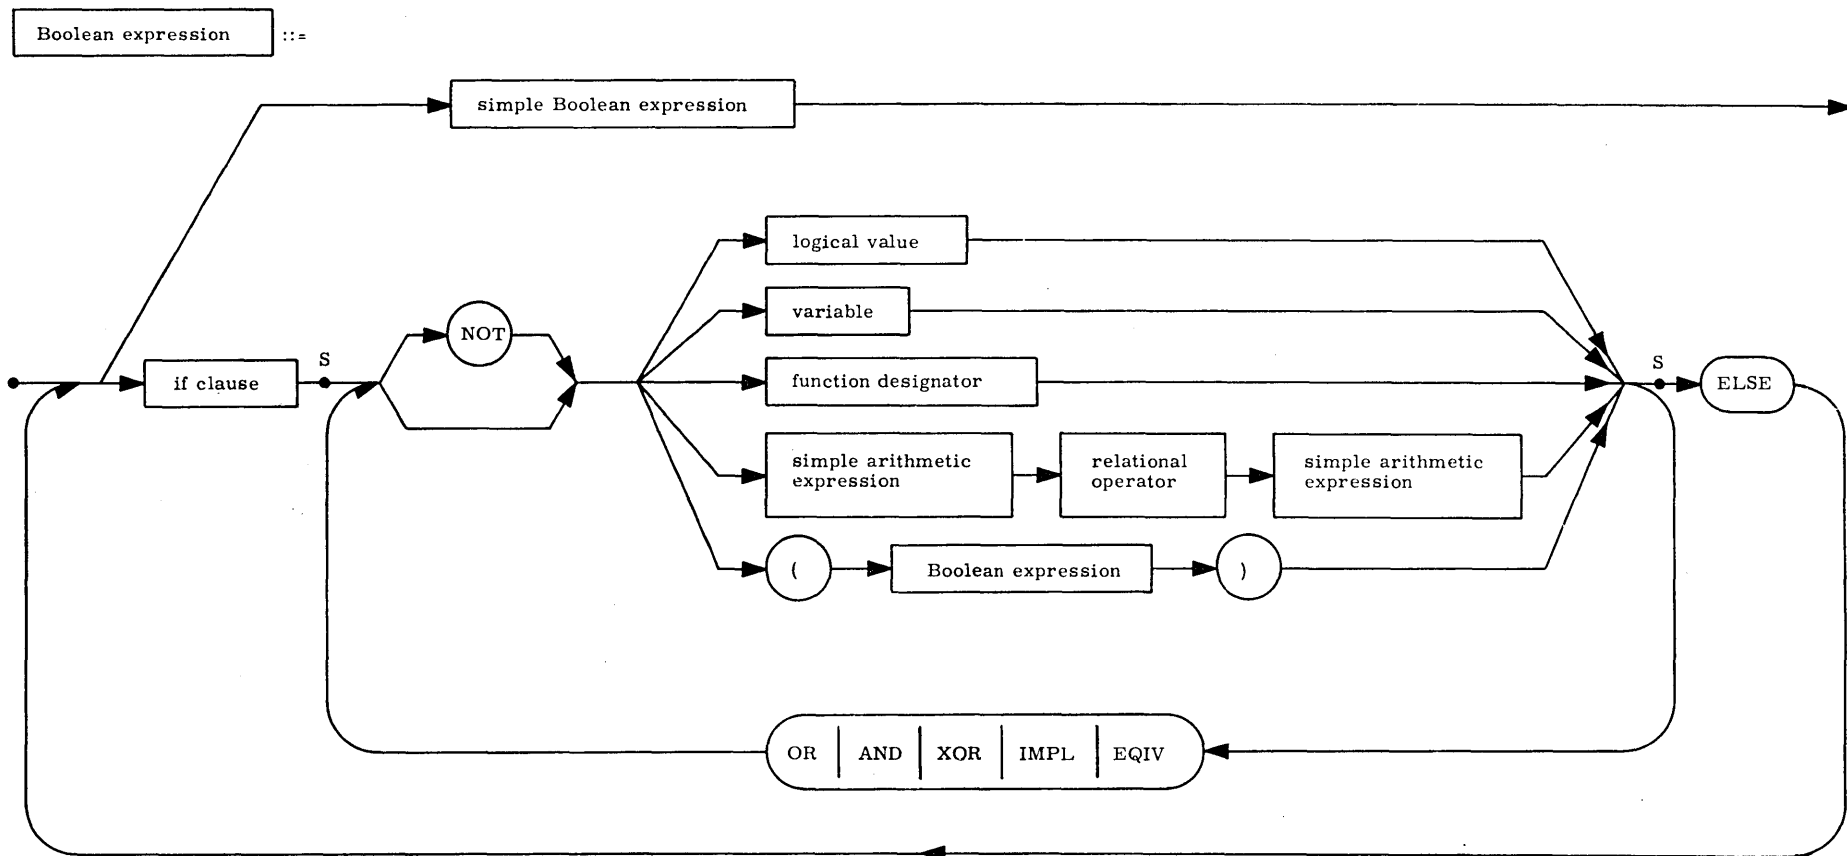 Boolean expression ::=
simple Boolean expression
logical value
variable
NOT
S
if clause
function designator
S
ELSE
simple arithmetic
expression
relational
operator
simple arithmetic
expression
( Boolean expression )
OR | AND | XOR | IMPL | EQIV